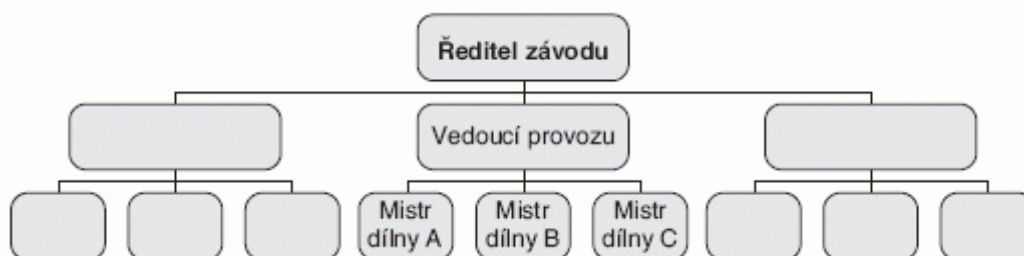 Ředitel závodu
Vedoucí provozu
Mistr
dílny A
Mistr
dílny B
Mistr
dílny C